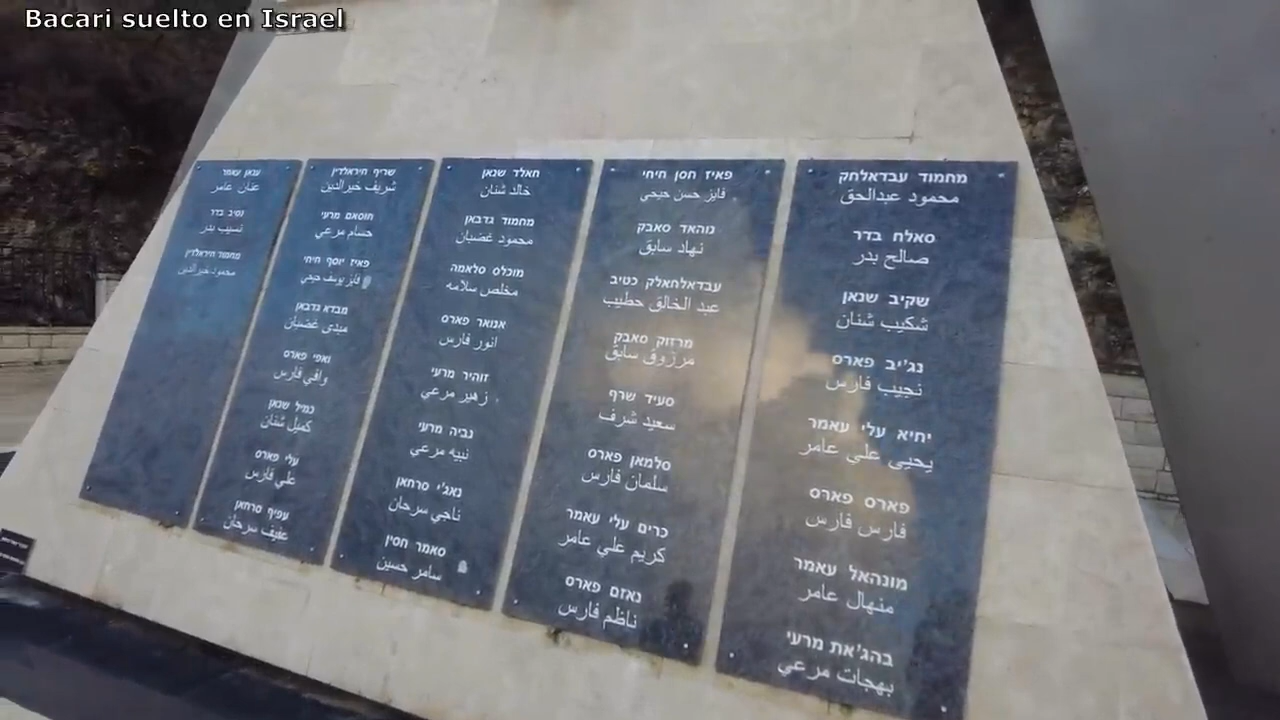 Bacari suelto en Israel
מחמוד עבדאלחק
محمود عبدالحق
סאלח בדר
صالح بدر
שקיב שנאן
شكيب شنان
נג'יב פארס
نجيب فارس
יחיא עלי עאמר
يحيى علي عامر
פארס פארס
فارس فارس
מונהאל עאמר
منهال عامر
בהג'את מרעי
بهجات مرعي
פאיז חסן חיחי
فايز حسن حيحي
נוהאד סאבק
نهاد سابق
עבדאלחאלק כטיב
عبد الخالق حطيب
מרזוק סאבק
مرزوق سابق
סעיד שרף
سعيد شرف
סלמאן פארס
سلمان فارس
כרים עלי עאמר
كريم علي عامر
נאזם פארס
ناظم فارس
חאלד שנאן
خالد شنان
מחמוד גדבאן
محمود غضبان
מוכלס סלאמה
مخلص سلامه
אנואר פארס
انور فارس
זוהיר מרעי
زهير مرعي
נביה מרעי
نبيه مرعي
נאג'י סרחאן
ناجي سرحان
סאמר חסין
سامر حسين
שריף חיראלדין
شريف خيرالدين
חוסאם מרעי
حسام مرعي
פאיז יוסף חיחי
فايز يوسف حيحي
מבדא גדבאן
مبدى غضبان
ואפי פארס
وافي فارس
כמיל שנאן
كميل شنان
עלי פארס
علي فارس
עפיף סרחאן
عفيف سرحان
ענאן עאמר
عنان عامر
נסיב בדר
نسيب بدر
מחמוד חיראלדין
محمود خيرالدين